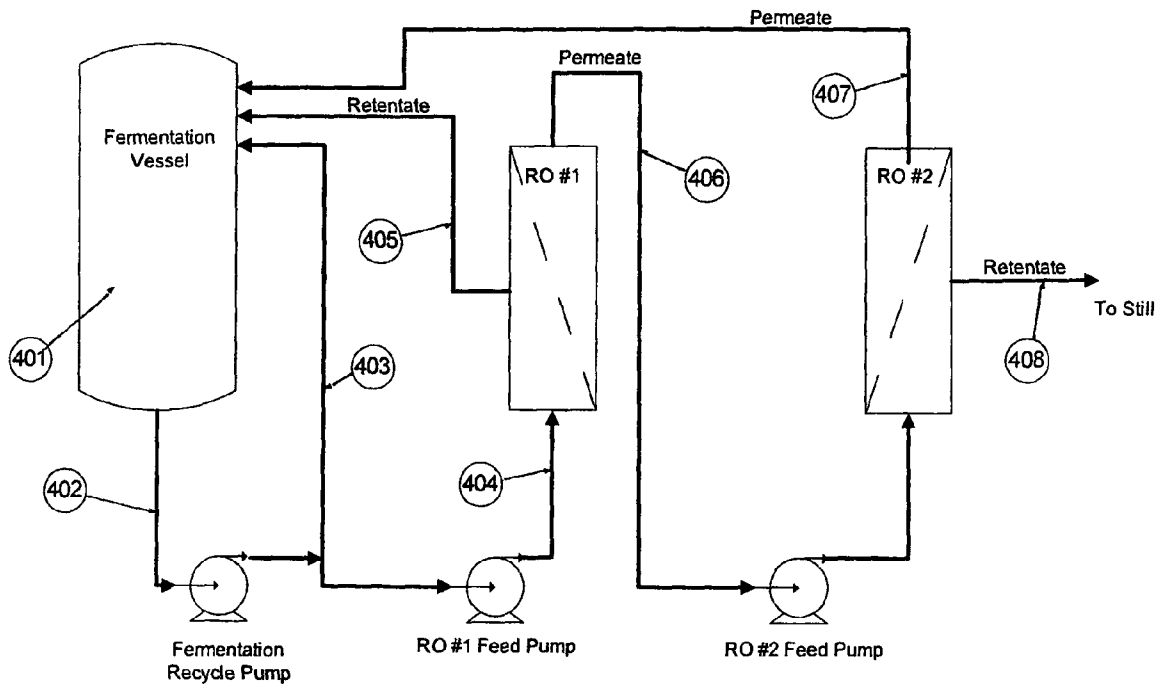 Permeate
Permeate
407
Retentate
Fermentation
Vessel
RO #1
406
RO #2
405
Retentate
To Still
401
403
408
402
404
Fermentation
Recycle Pump
RO #1 Feed Pump
RO #2 Feed Pump